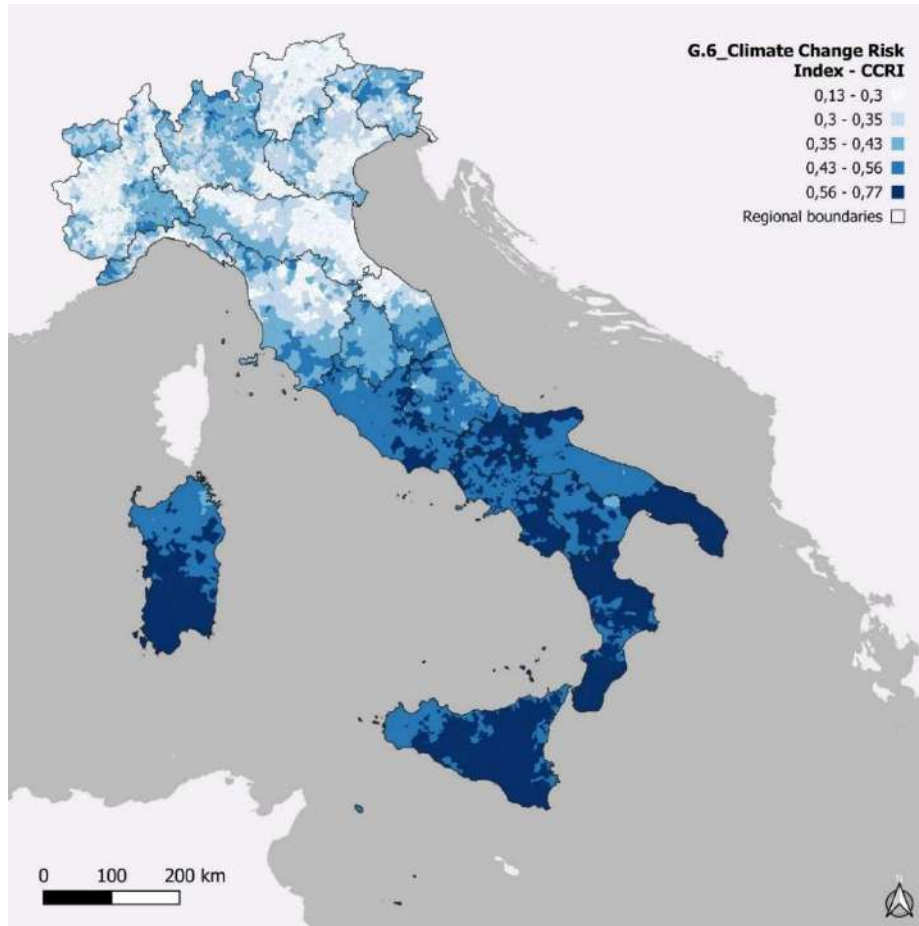 G.6_Climate Change Risk
Index - CCRI
0,13 - 0,3
0,3 - 0,35
0,35 - 0,43
0,43 - 0,56
0,56 - 0,77
Regional boundaries
0 100 200 km
N